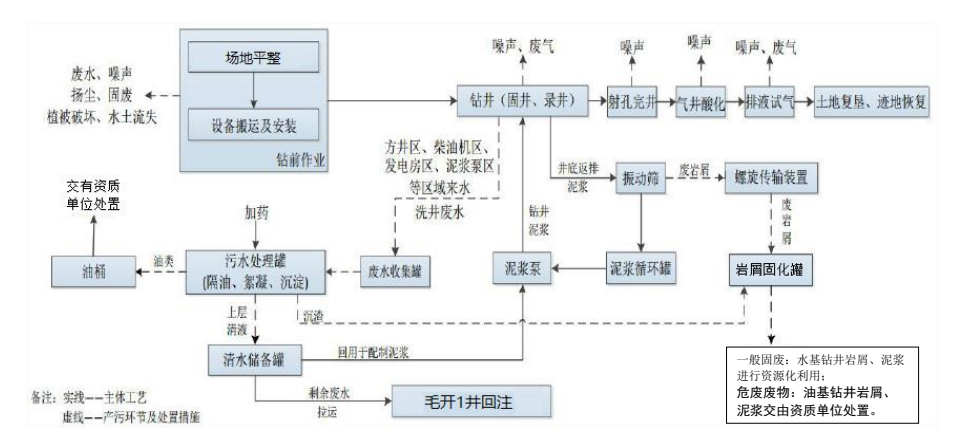 场地平整
设备搬运及安装
钻前作业
废水、噪声
扬尘、固废
植被破坏、水土流失
噪声、废气
噪声
噪声
噪声、废气
钻井（固井、录井）
射孔完井
气井酸化
排液试气
土地复垦、迹地恢复
方井区、柴油机区、
发电房区、泥浆泵区
等区域来水
洗井废水
井底返排
泥浆
振动筛
废岩屑
螺旋传输装置
钻井
泥浆
废
岩
屑
交有资质
单位处置
加药
油桶
油类
污水处理罐
(隔油、絮凝、沉淀)
废水收集罐
泥浆泵
泥浆循环罐
岩屑固化罐
上层
清液
沉渣
清水储备罐
回用于配制泥浆
剩余废水
拉运
毛开1井回注
一般固废：水基钻井岩屑、泥浆
进行资源化利用；
危废废物：油基钻井岩屑、
泥浆交由资质单位处置。
备注：实线——主体工艺
虚线——产污环节及处置措施